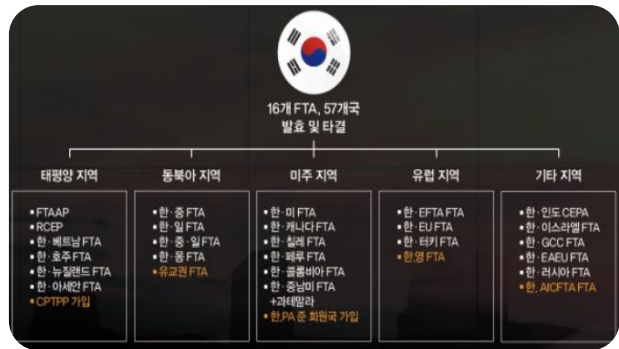 16개 FTA, 57개국
발효 및 타결
태평양 지역
▪FTAAP
▪RCEP
▪한·베트남 FTA
▪한·호주 FTA
▪한·뉴질랜드 FTA
▪한·아세안 FTA
▪CPTPP 가입
동북아 지역
▪한·중 FTA
▪한·일 FTA
▪한·중·일 FTA
▪한·몽 FTA
▪유교권 FTA
미주 지역
▪한·미 FTA
▪한·캐나다 FTA
▪한·칠레 FTA
▪한·페루 FTA
▪한·콜롬비아 FTA
▪한·중남미 FTA
+과테말라
▪한.PA 준 회원국 가입
유럽 지역
▪한·EFTA FTA
▪한·EU FTA
▪한·터키 FTA
▪한.영 FTA
기타 지역
▪한·인도 CEPA
▪한·이스라엘 FTA
▪한·GCC FTA
▪한·EAEU FTA
▪한·러시아 FTA
▪한. AfCFTA FTA